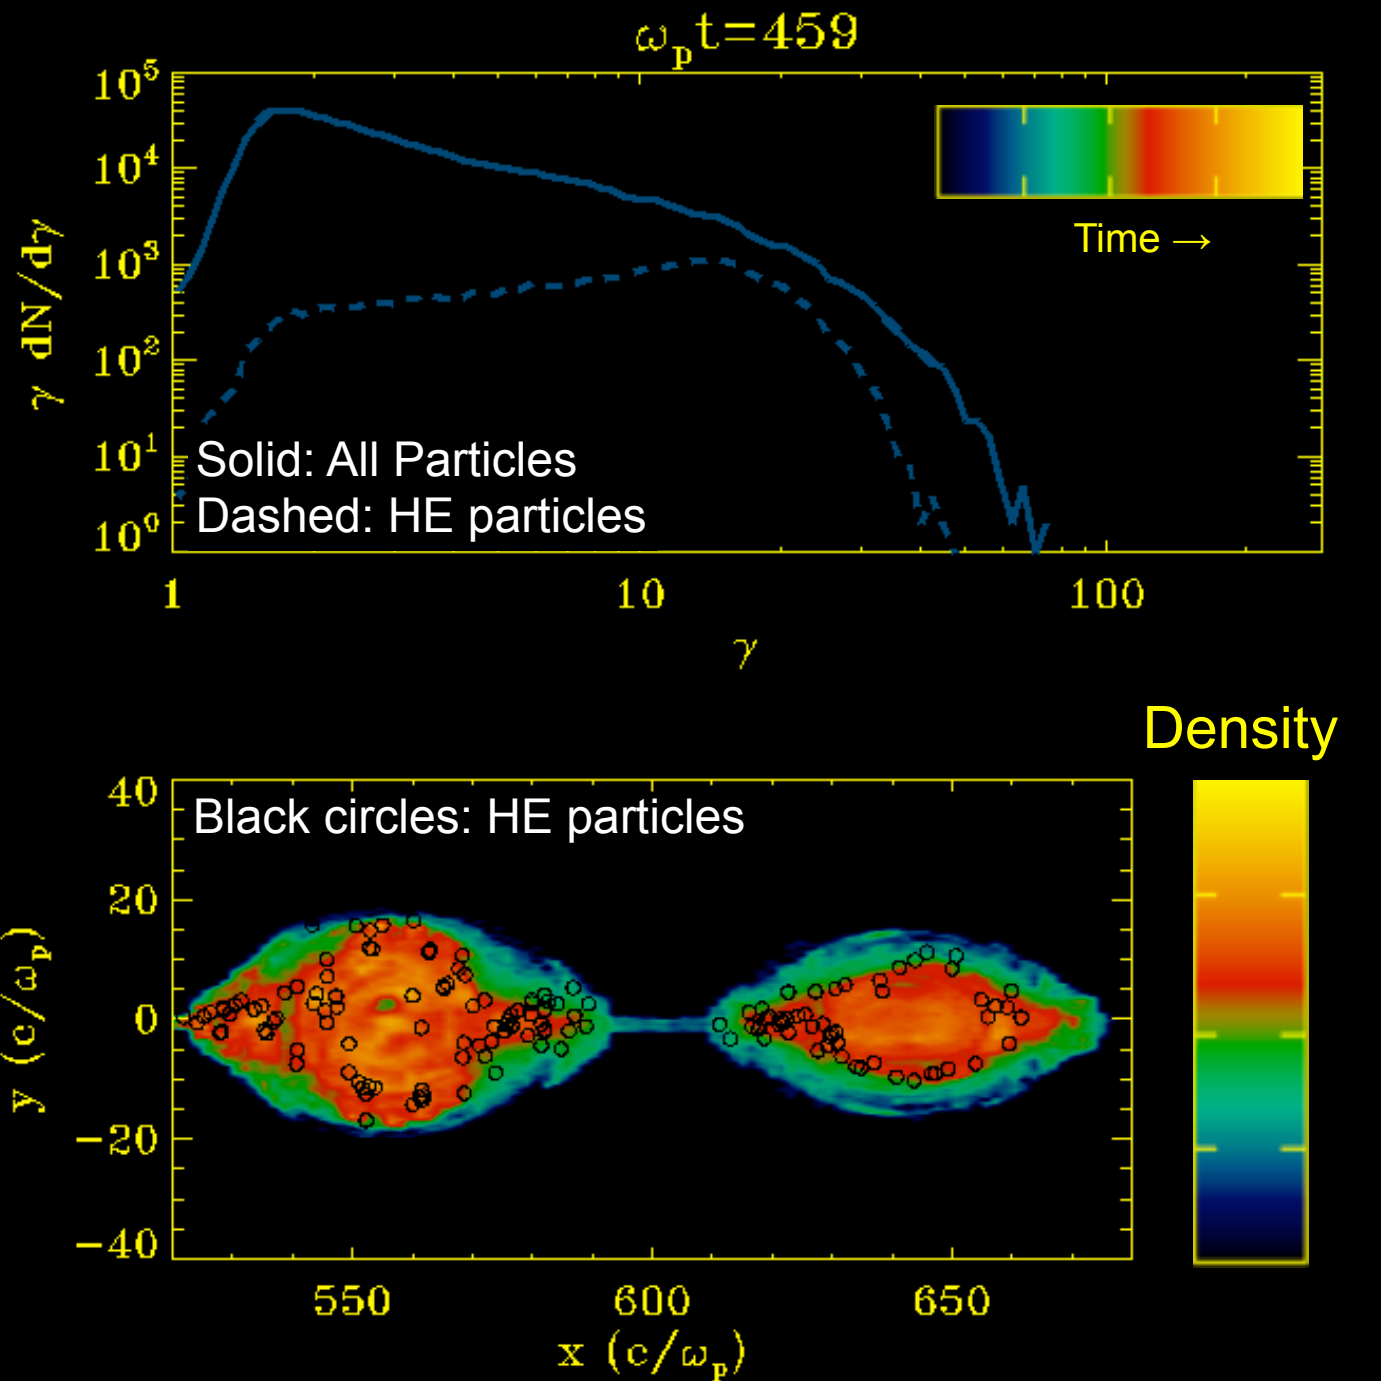 ωₚt=459
10⁵
10⁴
10³
10²
10¹
10⁰
γ dN/dγ
Time →
Solid: All Particles
Dashed: HE particles
1 10 100
γ
Density
Black circles: HE particles
40
20
0
−20
−40
y (c/ωₚ)
550 600 650
x (c/ωₚ)